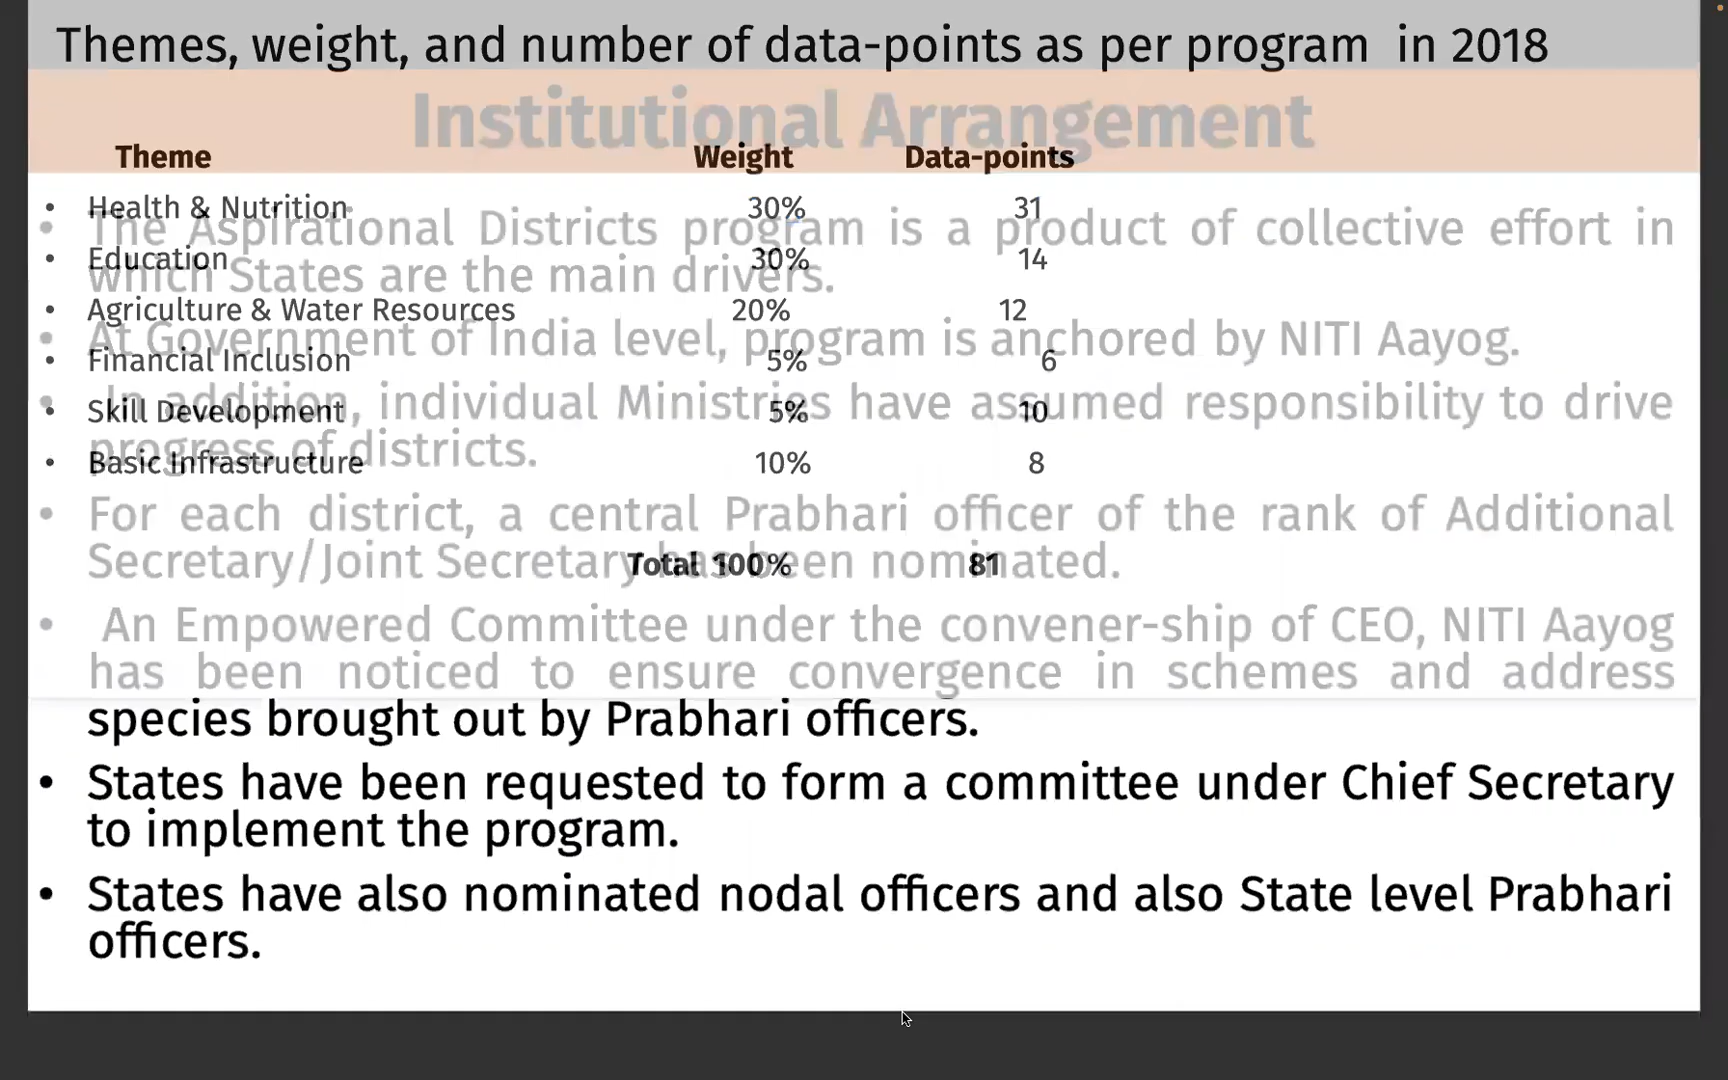 Themes, weight, and number of data-points as per program in 2018
Theme Weight Data-points
• Health & Nutrition 30% 31
• Education 30% 14
• Agriculture & Water Resources 20% 12
• Financial Inclusion 5% 6
• Skill Development 5% 10
• Basic Infrastructure 10% 8
Total 100% 81
Institutional Arrangement
• The Aspirational Districts program is a product of collective effort in
which States are the main drivers.
• At Government of India level, program is anchored by NITI Aayog.
• In addition, individual Ministries have assumed responsibility to drive
progress of districts.
• For each district, a central Prabhari officer of the rank of Additional
Secretary/Joint Secretary has been nominated.
• An Empowered Committee under the convener-ship of CEO, NITI Aayog
has been noticed to ensure convergence in schemes and address
species brought out by Prabhari officers.
• States have been requested to form a committee under Chief Secretary
to implement the program.
• States have also nominated nodal officers and also State level Prabhari
officers.